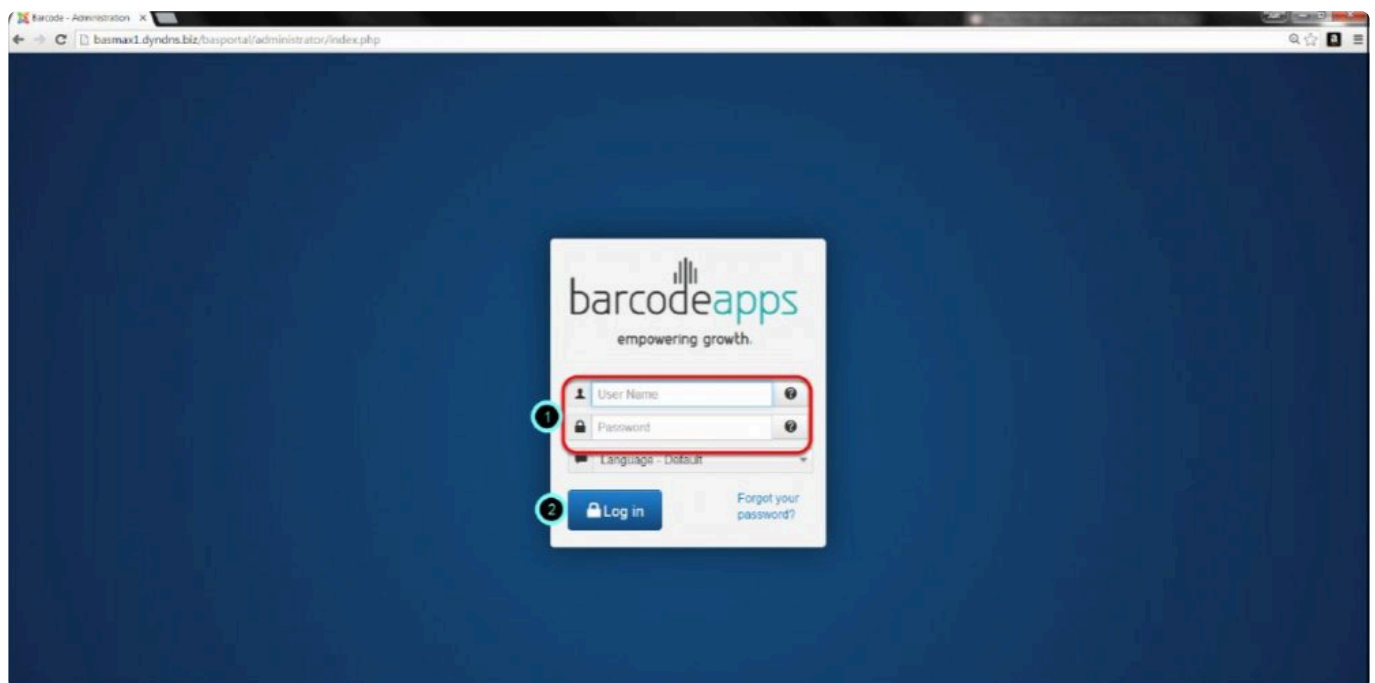 Barcode - Administration
basmax1.dyndns.biz/basportal/administrator/index.php
barcodeapps
empowering growth.
User Name
1
Password
Language - Default
2
Log in
Forgot your
password?